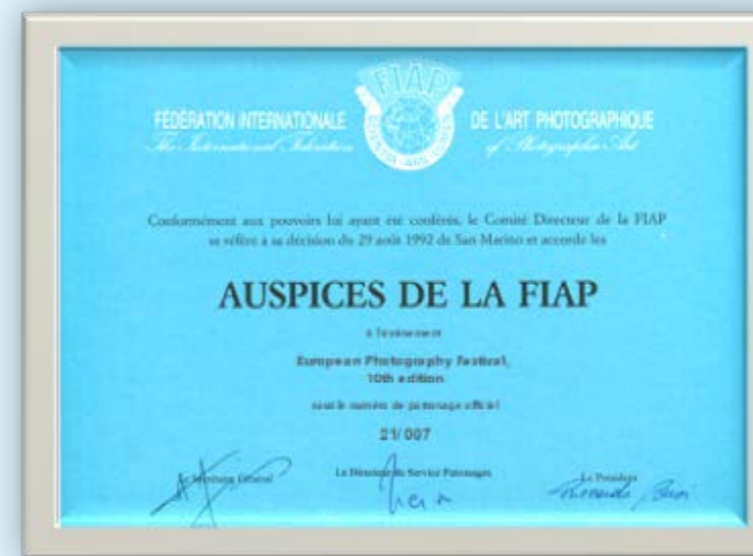 FIAP
FÉDÉRATION INTERNATIONALE DE L'ART PHOTOGRAPHIQUE
The International Federation of Photographic Art
Conformément aux pouvoirs lui ayant été conférés, le Comité Directeur de la FIAP
se réfère à sa décision du 29 août 1992 de San Marino et accorde les
AUSPICES DE LA FIAP
à l'événement
European Photography Festival,
10th edition
sous le numéro de patronage officiel
21/007
Le Secrétaire Général Le Directeur du Service Patronages Le Président